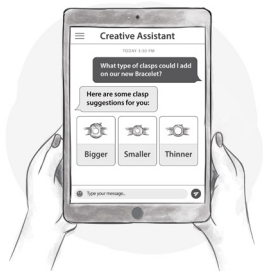 Creative Assistant
TODAY 5:30 PM
What type of clasps could I add
on our new Bracelet?
Here are some clasp
suggestions for you:
Bigger
Smaller
Thinner
Type your message..